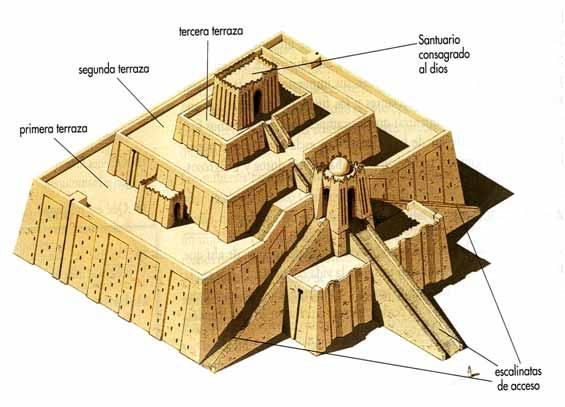 tercera terraza
segunda terraza
primera terraza
Santuario
consagrado
al dios
escalinatas
de acceso